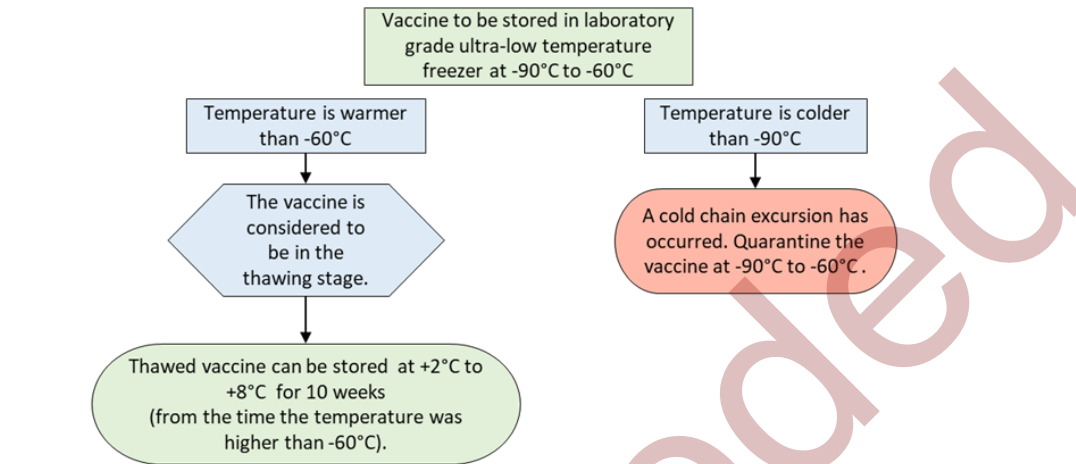 Vaccine to be stored in laboratory
grade ultra-low temperature
freezer at -90°C to -60°C
Temperature is warmer
than -60°C
Temperature is colder
than -90°C
The vaccine is
considered to
be in the
thawing stage.
A cold chain excursion has
occurred. Quarantine the
vaccine at -90°C to -60°C.
Thawed vaccine can be stored at +2°C to
+8°C for 10 weeks
(from the time the temperature was
higher than -60°C).
ded